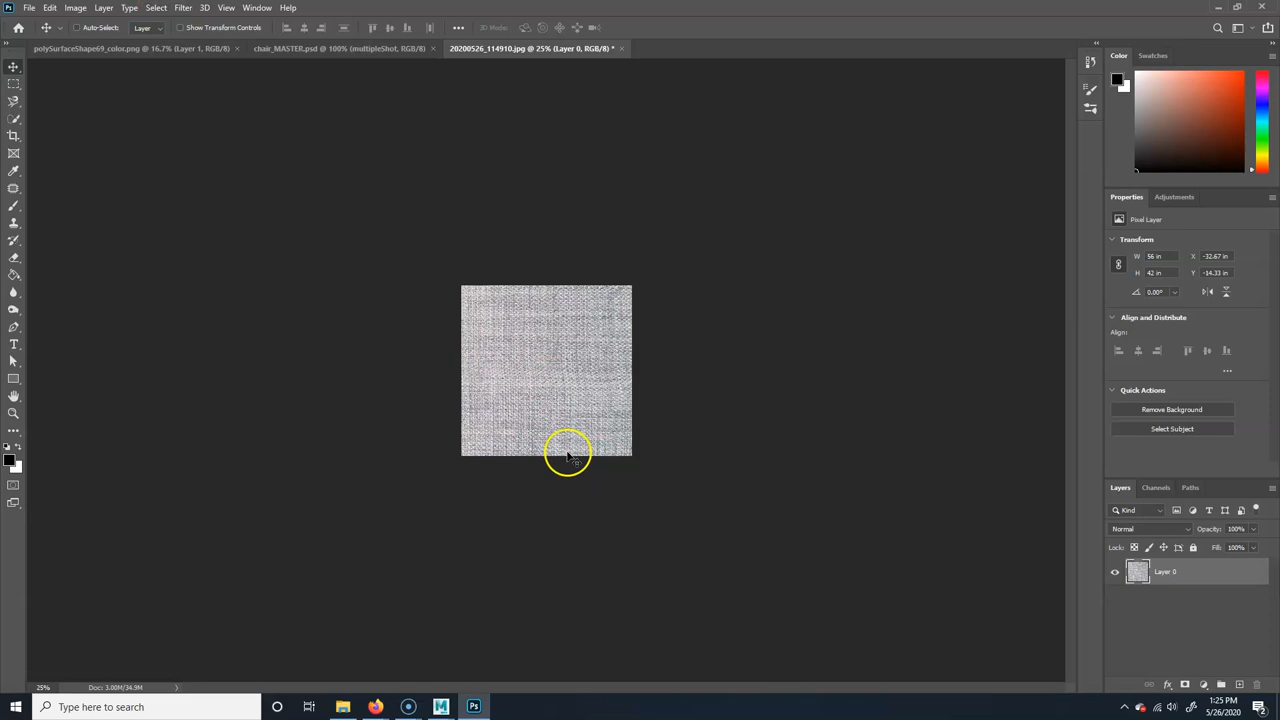 Ps File Edit Image Layer Type Select Filter 3D View Window Help
Auto-Select: Layer Show Transform Controls 3D Mode:
polySurfaceShape69_color.png @ 16.7% (Layer 1, RGB/8) × chair_MASTER.psd @ 100% (multipleShot, RGB/8) × 20200526_114910.jpg @ 25% (Layer 0, RGB/8) * ×
Color Swatches
Properties Adjustments
Pixel Layer
Transform
W 56 in X -32.67 in
H 42 in Y -14.33 in
0.00°
Align and Distribute
Align:
Quick Actions
Remove Background
Select Subject
Layers Channels Paths
Kind
Normal Opacity: 100%
Lock: Fill: 100%
Layer 0
25% Doc: 3.00M/34.9M
Type here to search
M
Ps
1:25 PM
5/26/2020
2